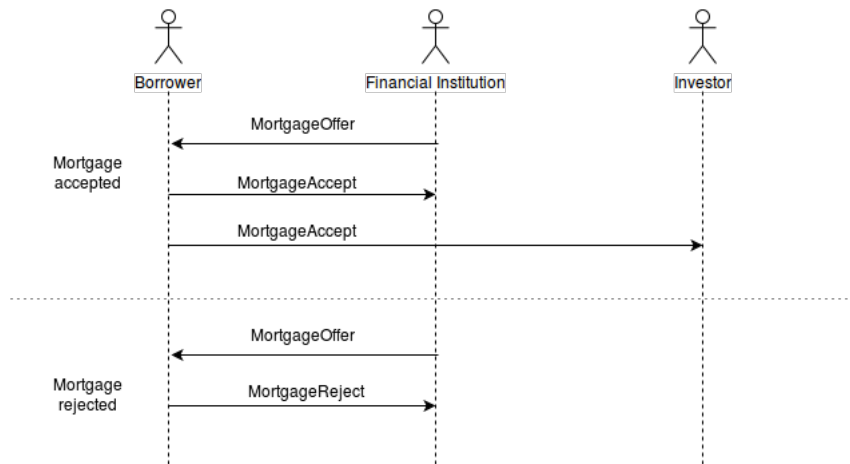 Borrower
Financial Institution
Investor
MortgageOffer
Mortgage
accepted
MortgageAccept
MortgageAccept
MortgageOffer
Mortgage
rejected
MortgageReject